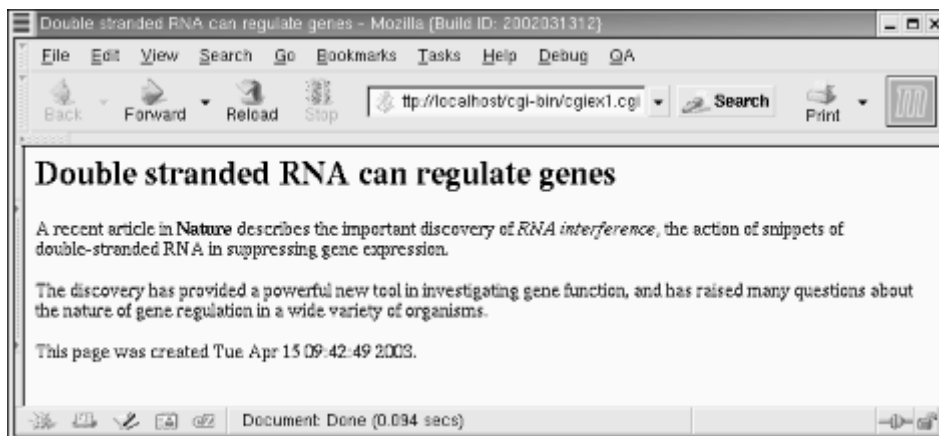 Double stranded RNA can regulate genes - Mozilla {Build ID: 2002031312}
File Edit View Search Go Bookmarks Tasks Help Debug QA
Back Forward Reload Stop ttp://localhost/cgi-bin/cgiex1.cgi Search Print
Double stranded RNA can regulate genes
A recent article in Nature describes the important discovery of RNA interference, the action of snippets of
double-stranded RNA in suppressing gene expression.
The discovery has provided a powerful new tool in investigating gene function, and has raised many questions about
the nature of gene regulation in a wide variety of organisms.
This page was created Tue Apr 15 09:42:49 2003.
Document: Done (0.094 secs)